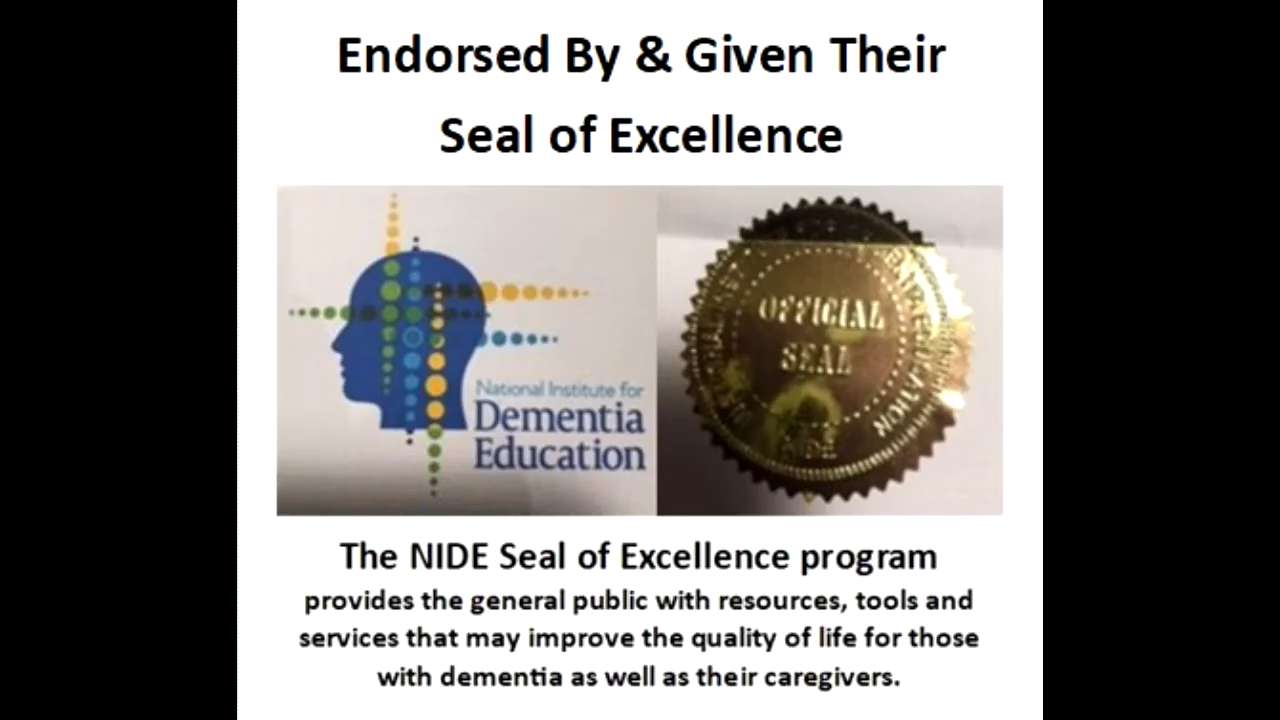 Endorsed By & Given Their
Seal of Excellence
National Institute for
Dementia
Education
OFFICIAL
SEAL
The NIDE Seal of Excellence program
provides the general public with resources, tools and
services that may improve the quality of life for those
with dementia as well as their caregivers.